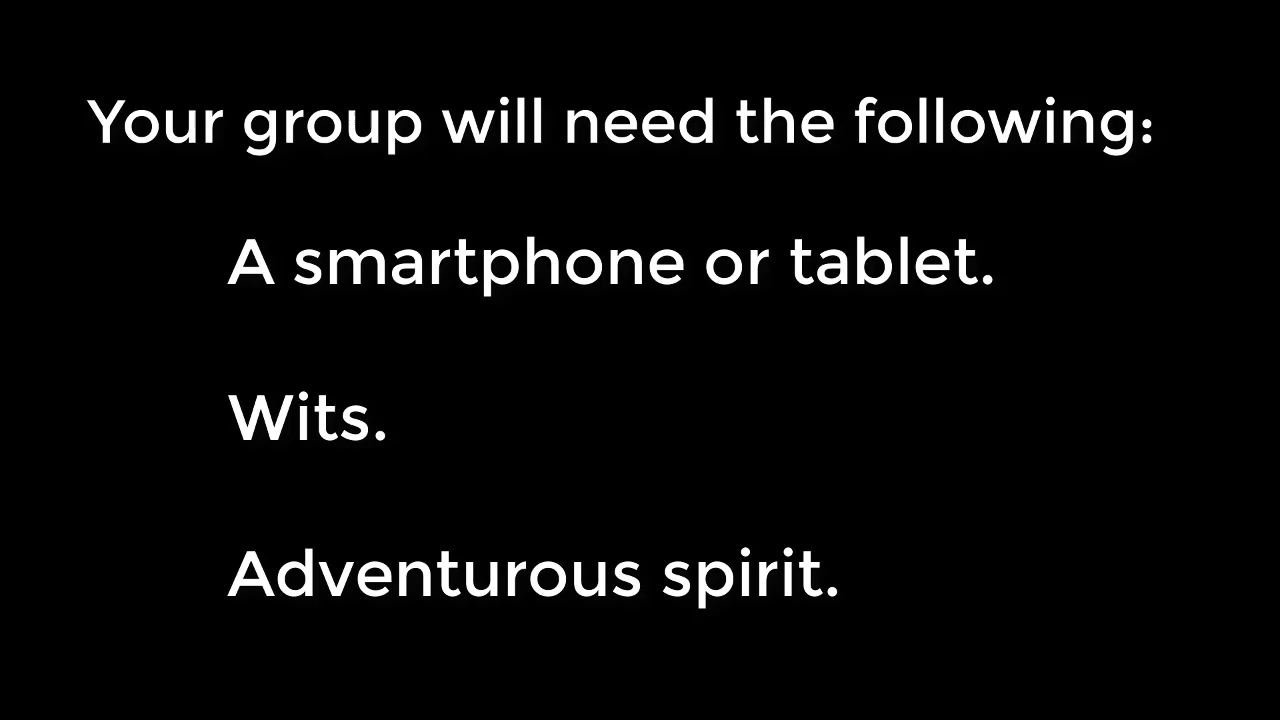 Your group will need the following:
A smartphone or tablet.
Wits.
Adventurous spirit.